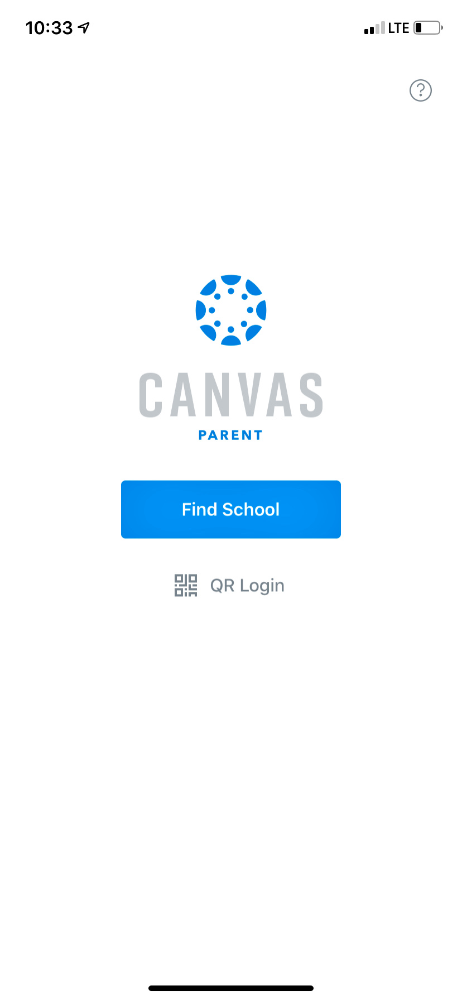 10:33 LTE
?
CANVAS
PARENT
Find School
QR Login